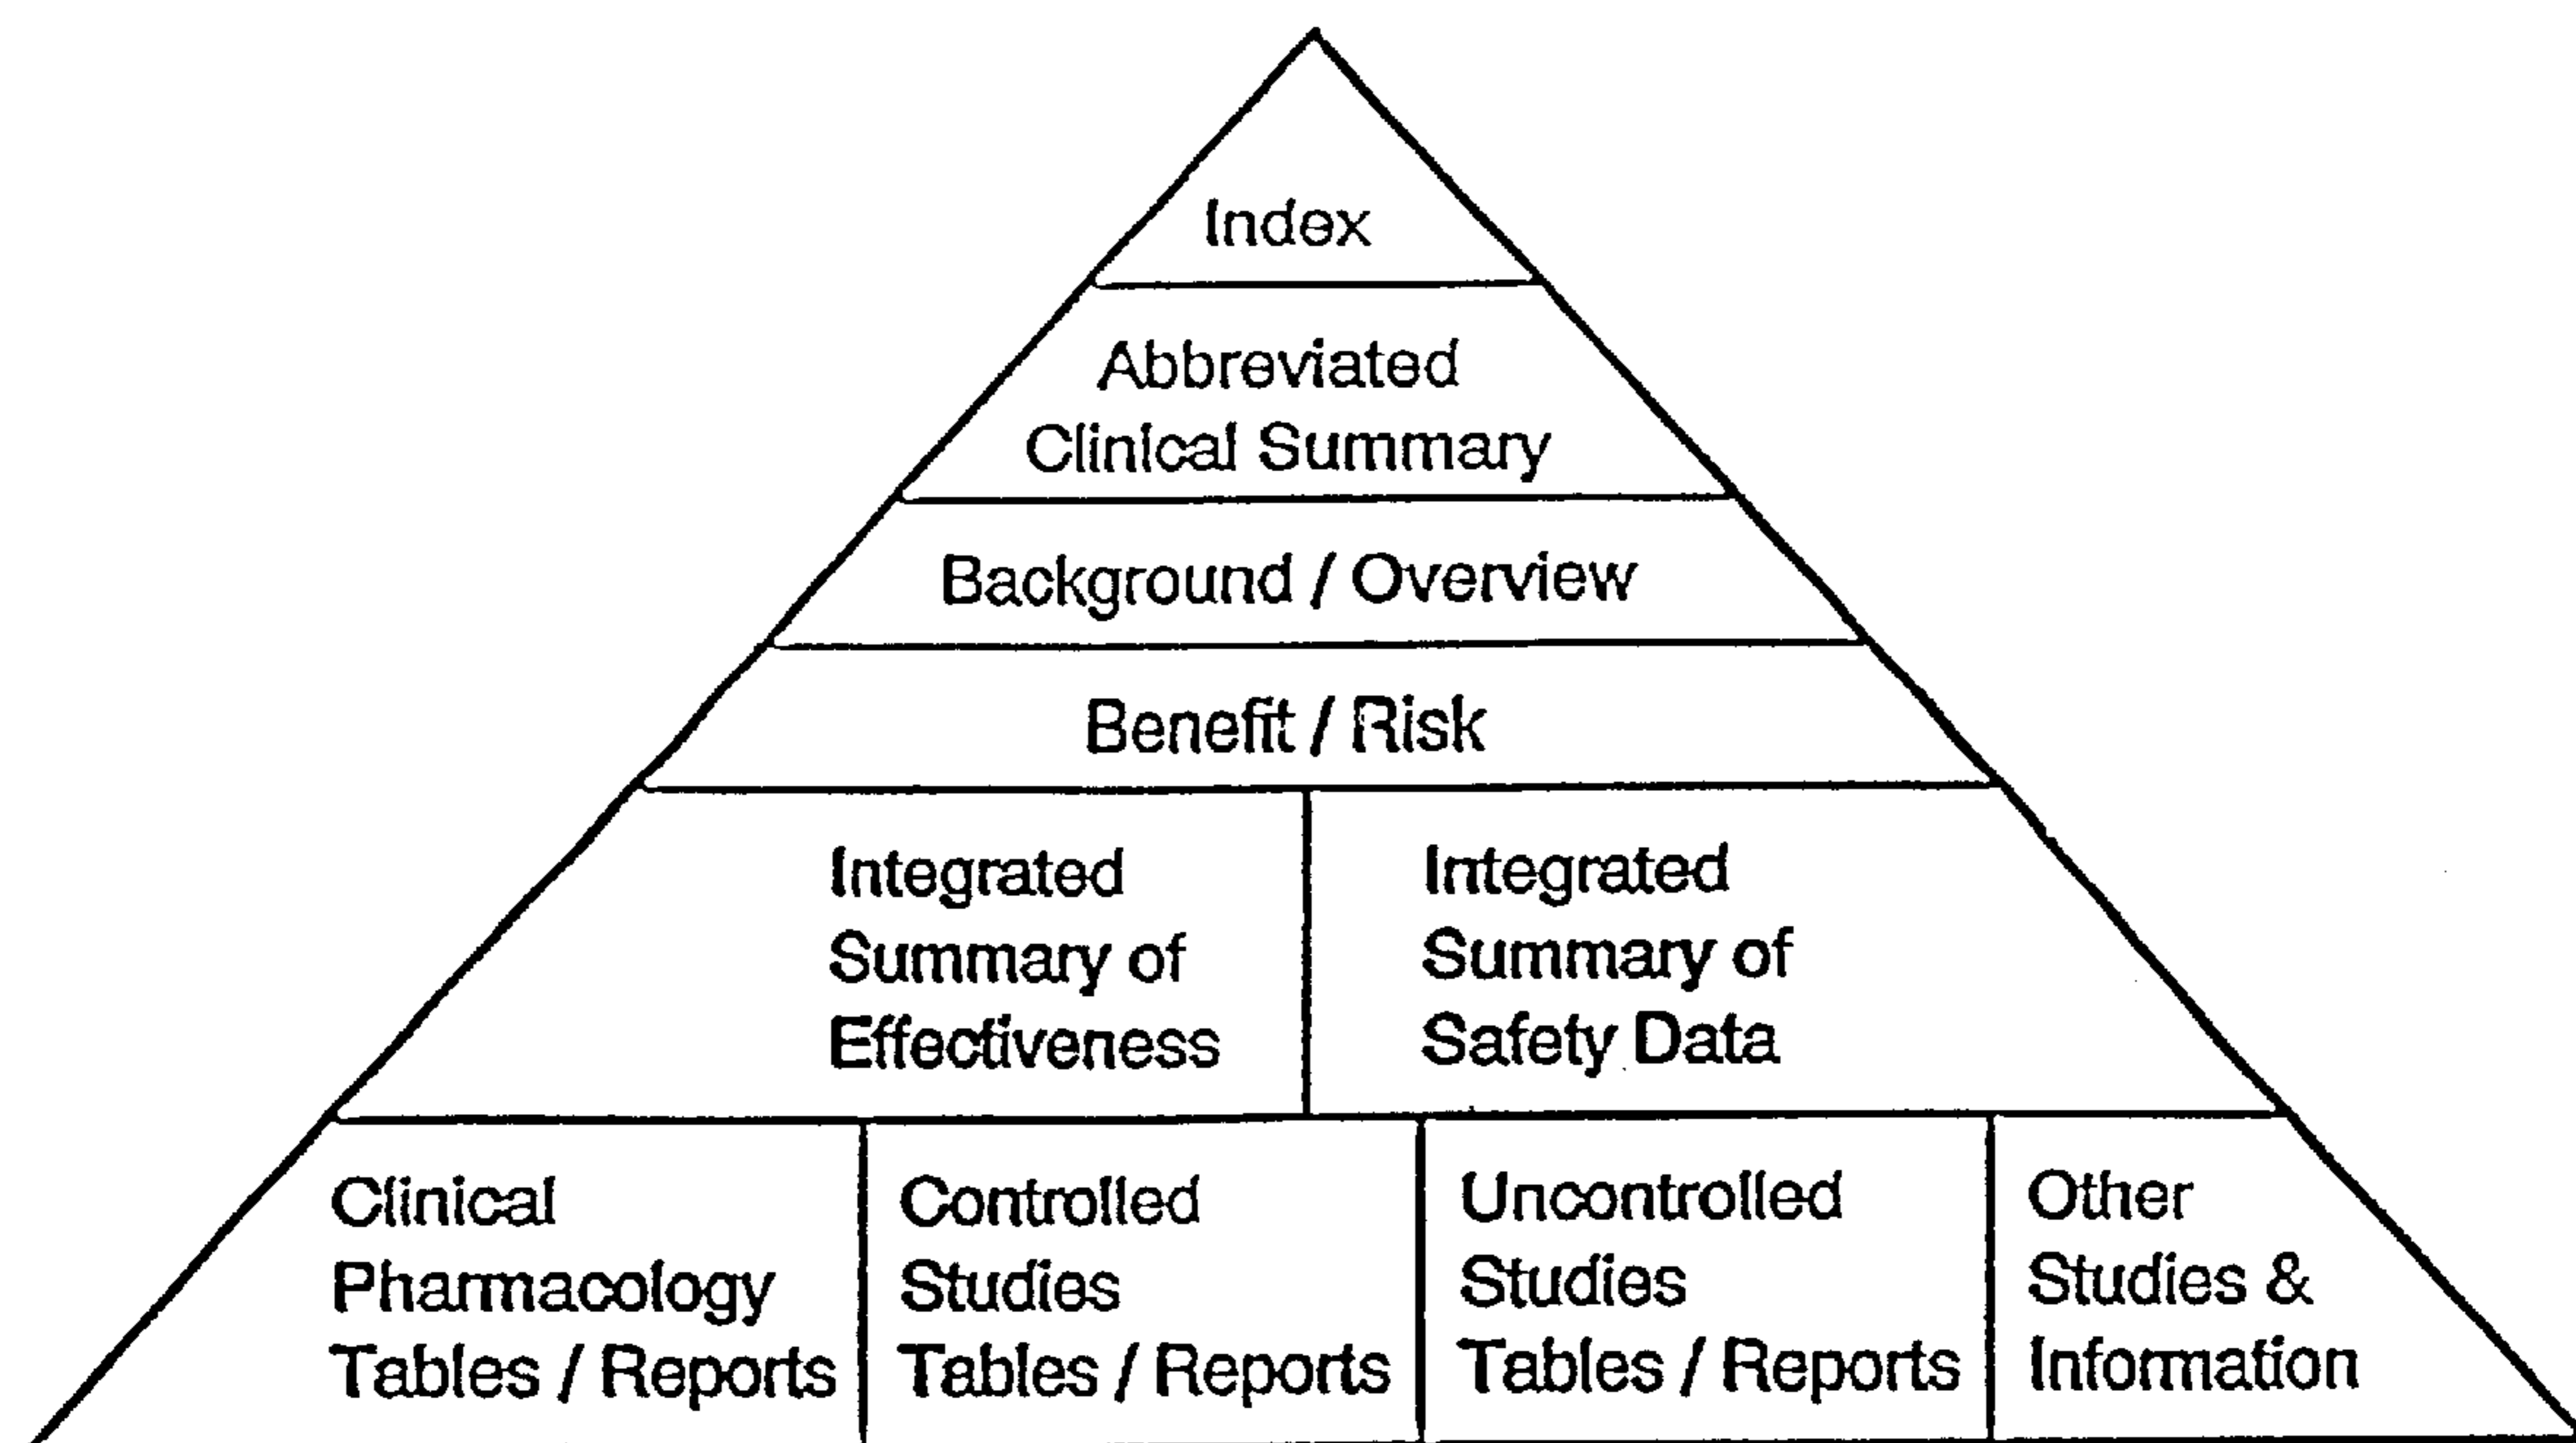 Index
Abbreviated
Clinical Summary
Background / Overview
Benefit / Risk
Integrated
Summary of
Effectiveness
Integrated
Summary of
Safety Data
Clinical
Pharmacology
Tables / Reports
Controlled
Studies
Tables / Reports
Uncontrolled
Studies
Tables / Reports
Other
Studies &
Information